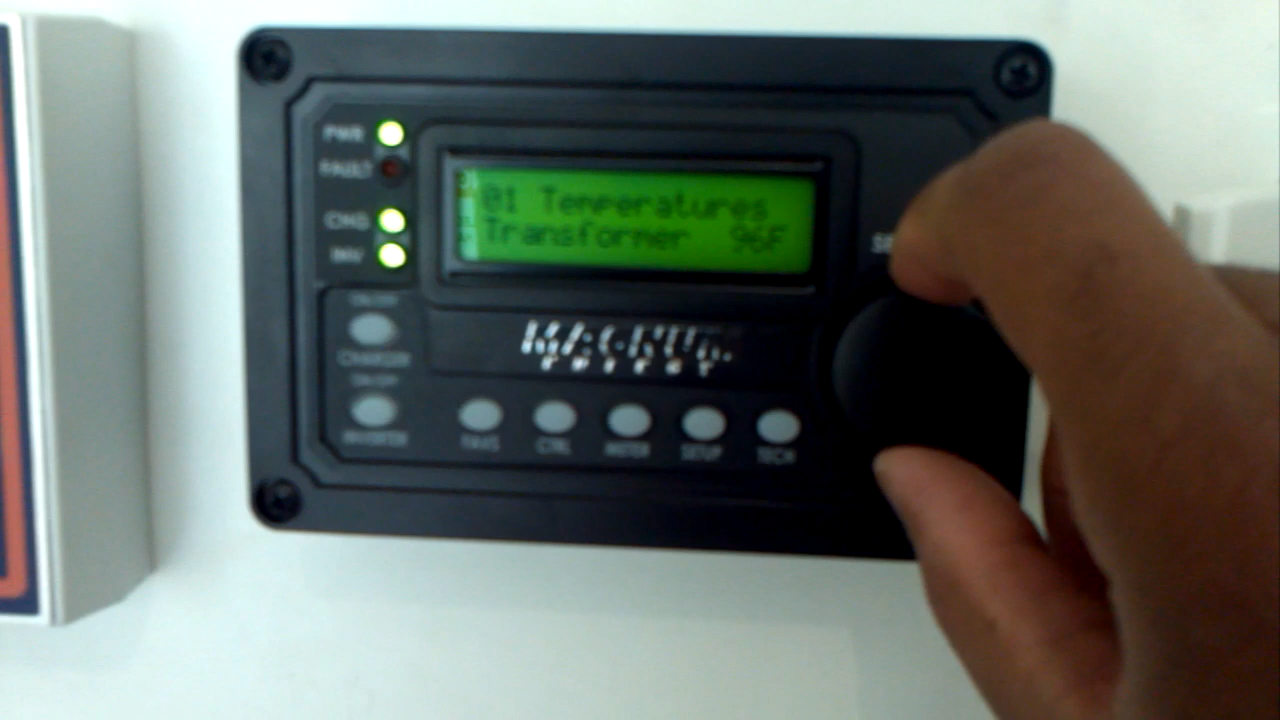 PWR
FAULT
CHG
INV
01 Temperatures
Transformer 96F
ON/OFF
CHARGER
ON/OFF
INVERTER
FAVS
CTRL
METER
SETUP
TECH